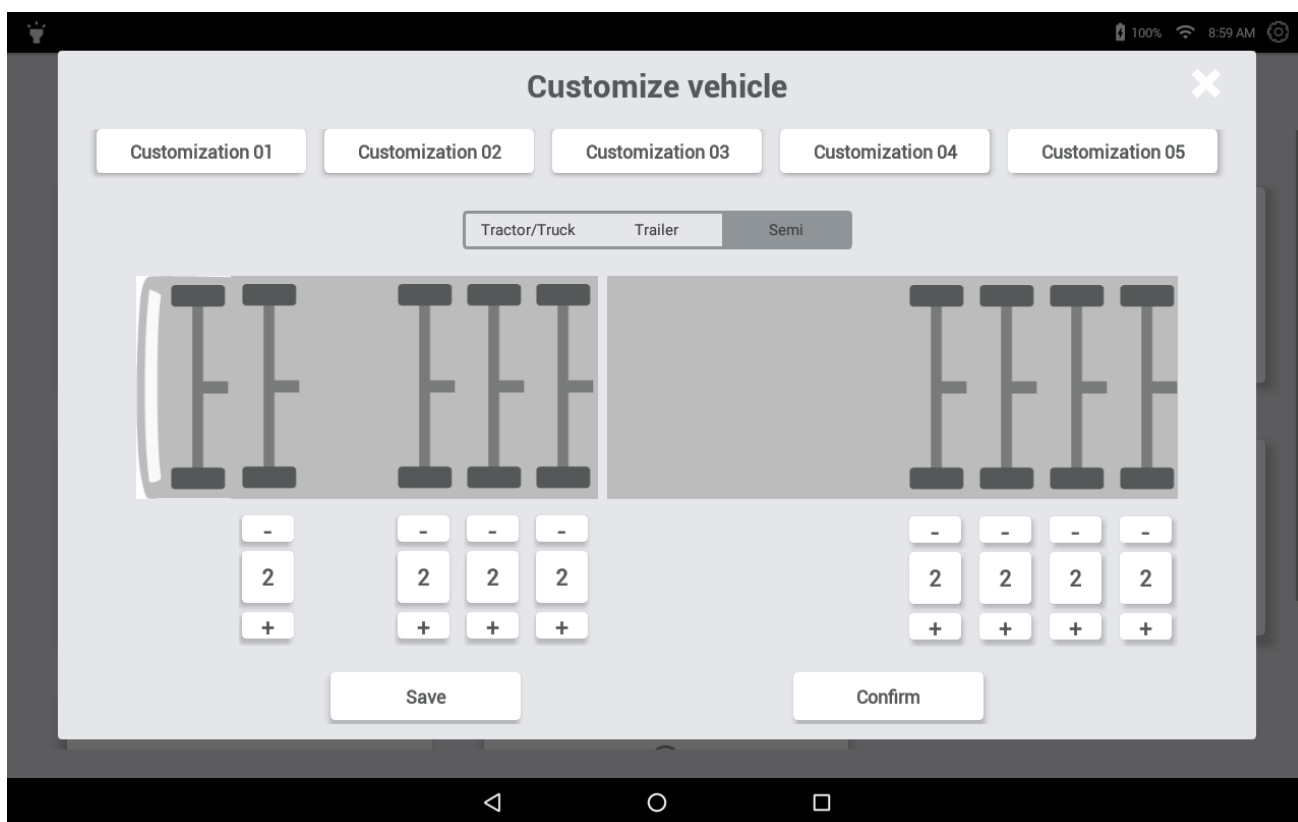 100% 8:59 AM
Customize vehicle
Customization 01 Customization 02 Customization 03 Customization 04 Customization 05
Tractor/Truck Trailer Semi
- - - - - - - -
2 2 2 2 2 2 2 2
+ + + + + + + +
Save Confirm